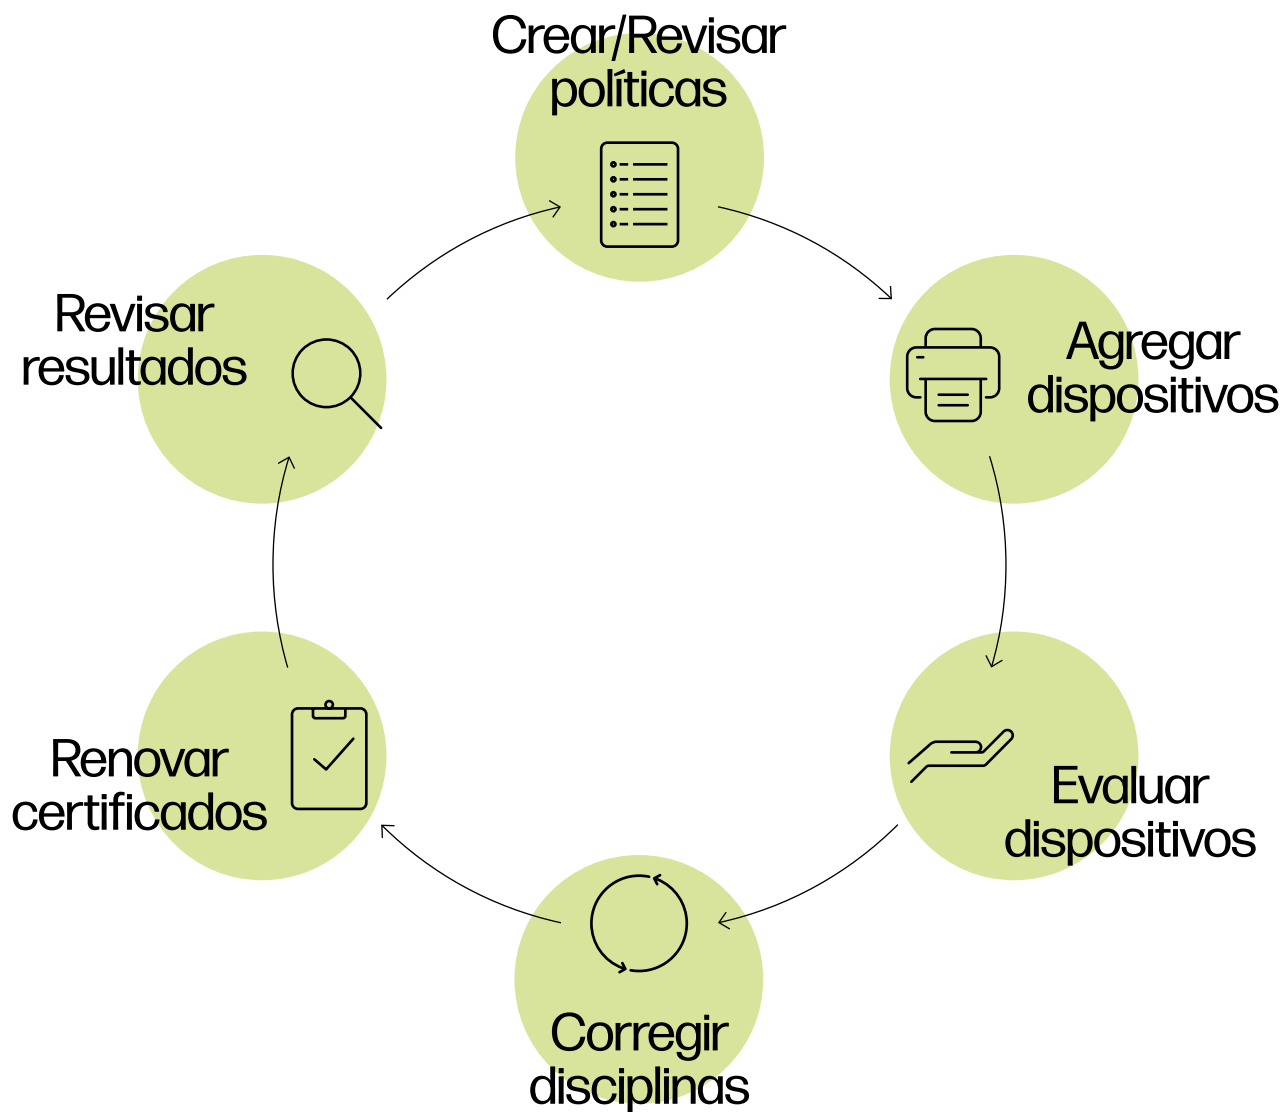 Crear/Revisar
políticas
Agregar
dispositivos
Evaluar
dispositivos
Corregir
disciplinas
Renovar
certificados
Revisar
resultados